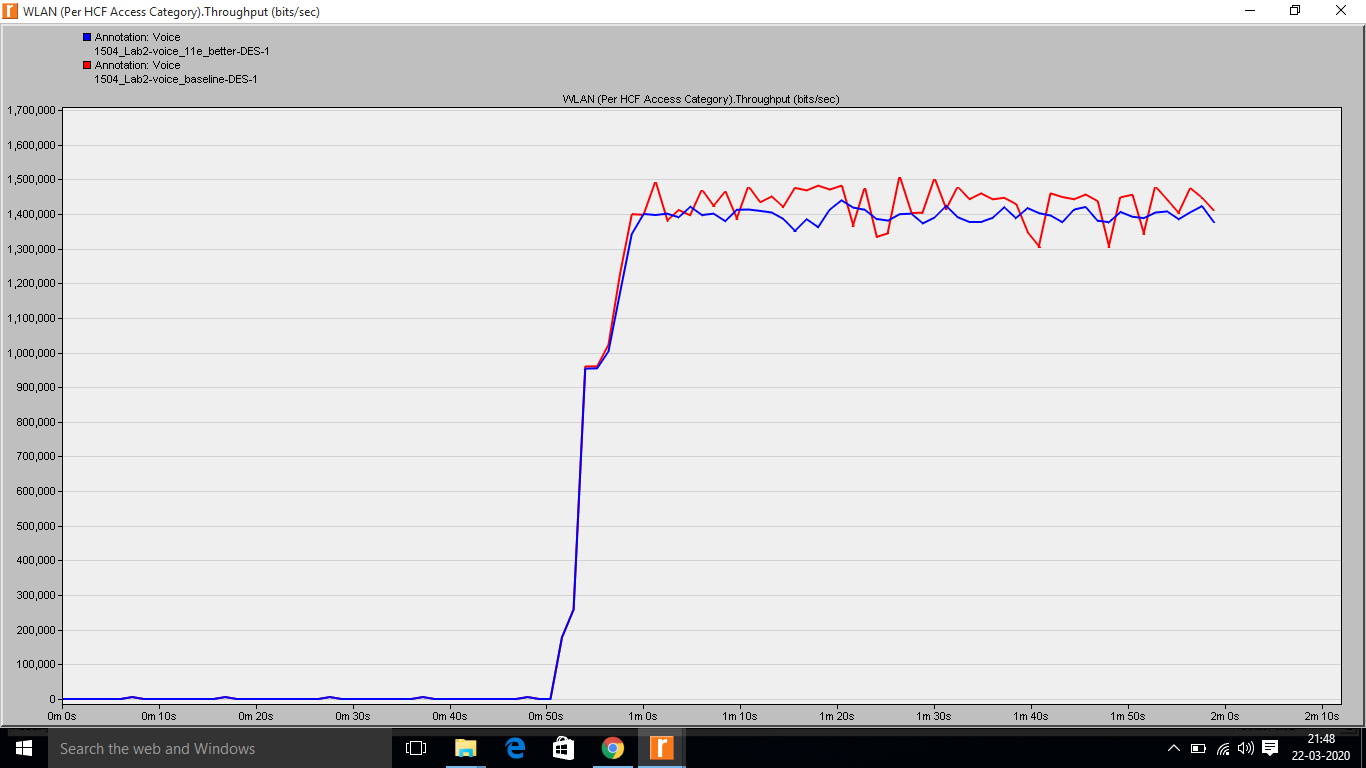 WLAN (Per HCF Access Category).Throughput (bits/sec)
Annotation: Voice
1504_Lab2-voice_11e_better-DES-1
Annotation: Voice
1504_Lab2-voice_baseline-DES-1
WLAN (Per HCF Access Category).Throughput (bits/sec)
1,700,000
1,600,000
1,500,000
1,400,000
1,300,000
1,200,000
1,100,000
1,000,000
900,000
800,000
700,000
600,000
500,000
400,000
300,000
200,000
100,000
0
0m 0s 0m 10s 0m 20s 0m 30s 0m 40s 0m 50s 1m 0s 1m 10s 1m 20s 1m 30s 1m 40s 1m 50s 2m 0s 2m 10s
Search the web and Windows
21:48
22-03-2020